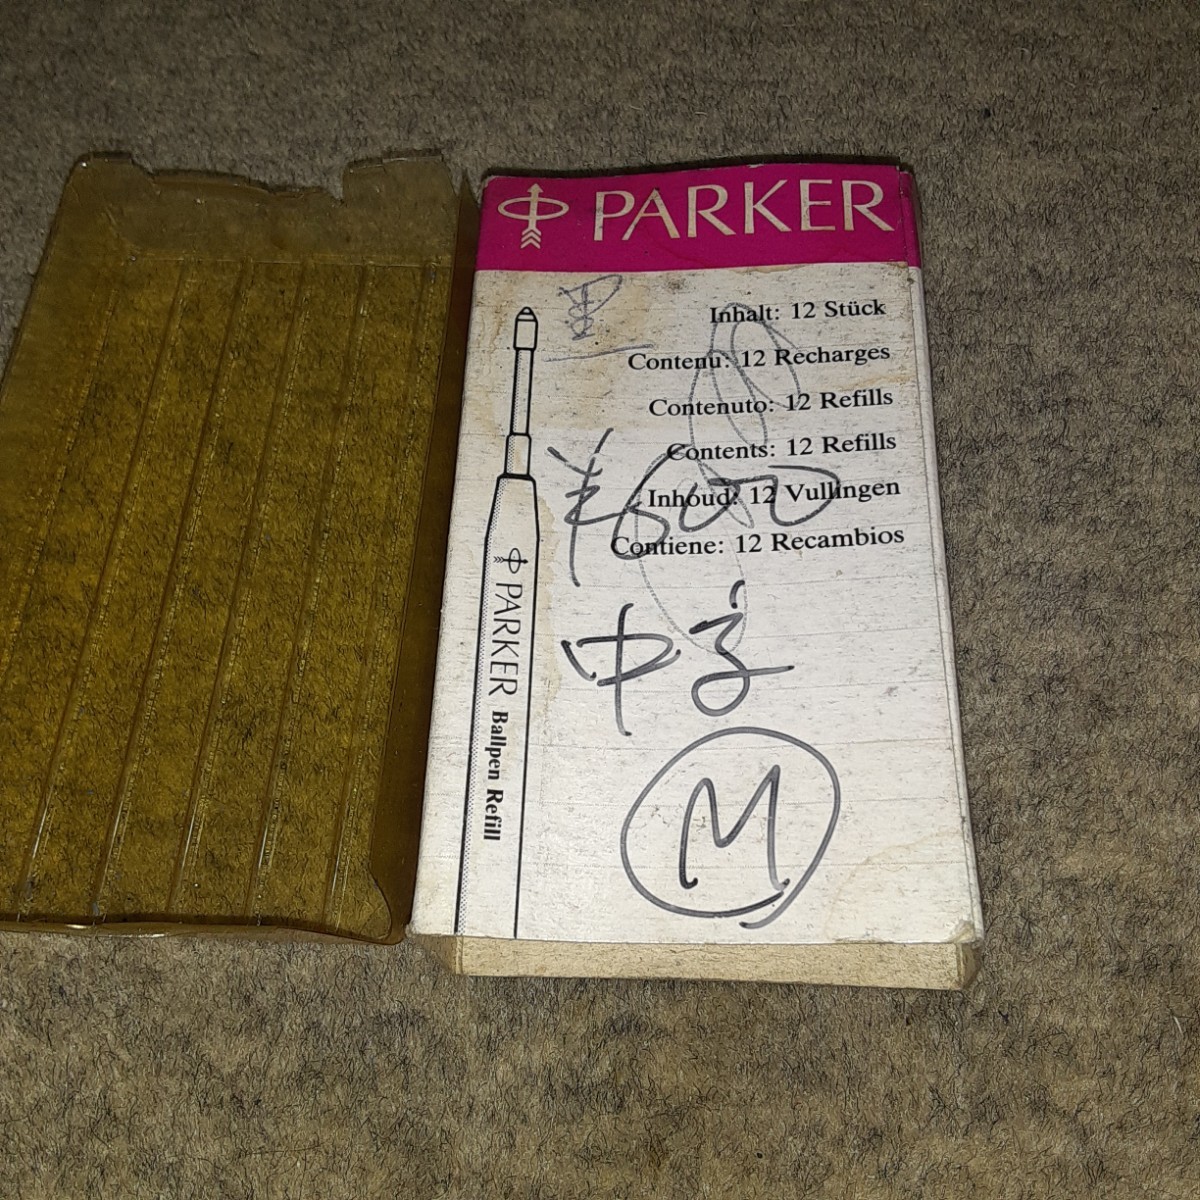 PARKER
黒
Inhalt: 12 Stück
Contenu: 12 Recharges
Contenuto: 12 Refills
Contents: 12 Refills
Inhoud: 12 Vullingen
Contiene: 12 Recambios
¥600
中字
M
PARKER Ballpen Refill